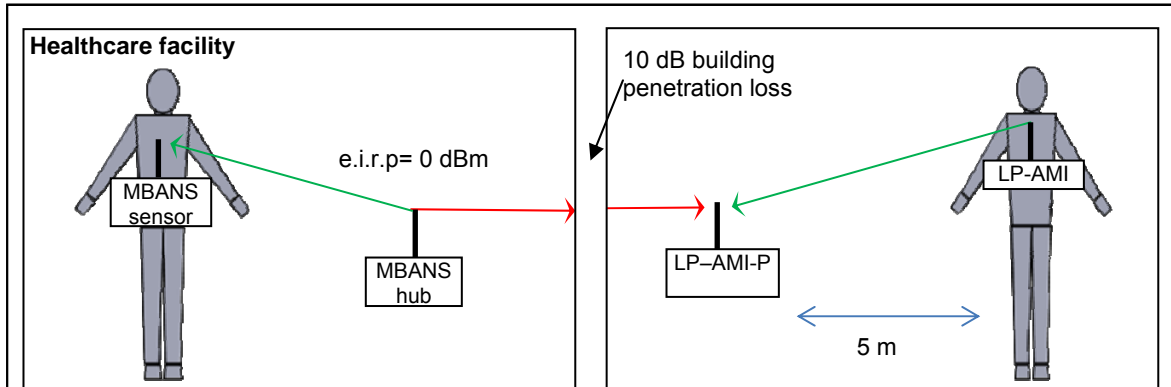 Healthcare facility
10 dB building
penetration loss
e.i.r.p= 0 dBm
MBANS
sensor
MBANS
hub
LP–AMI-P
LP-AMI
5 m